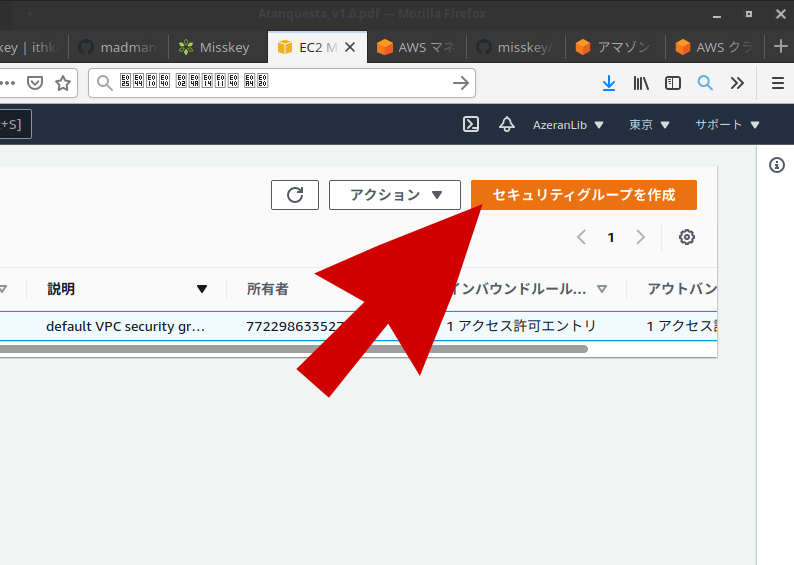 Atanquesta_v1.0.pdf — Mozilla Firefox
key | ithk
madman
Misskey
EC2 M
AWS マネ
misskey/
アマゾン
AWS クラ
+S]
AzeranLib
東京
サポート
アクション
セキュリティグループを作成
1
説明
所有者
インバウンドルール...
アウトバン
default VPC security gr...
77229863352
1 アクセス許可エントリ
1 アクセス